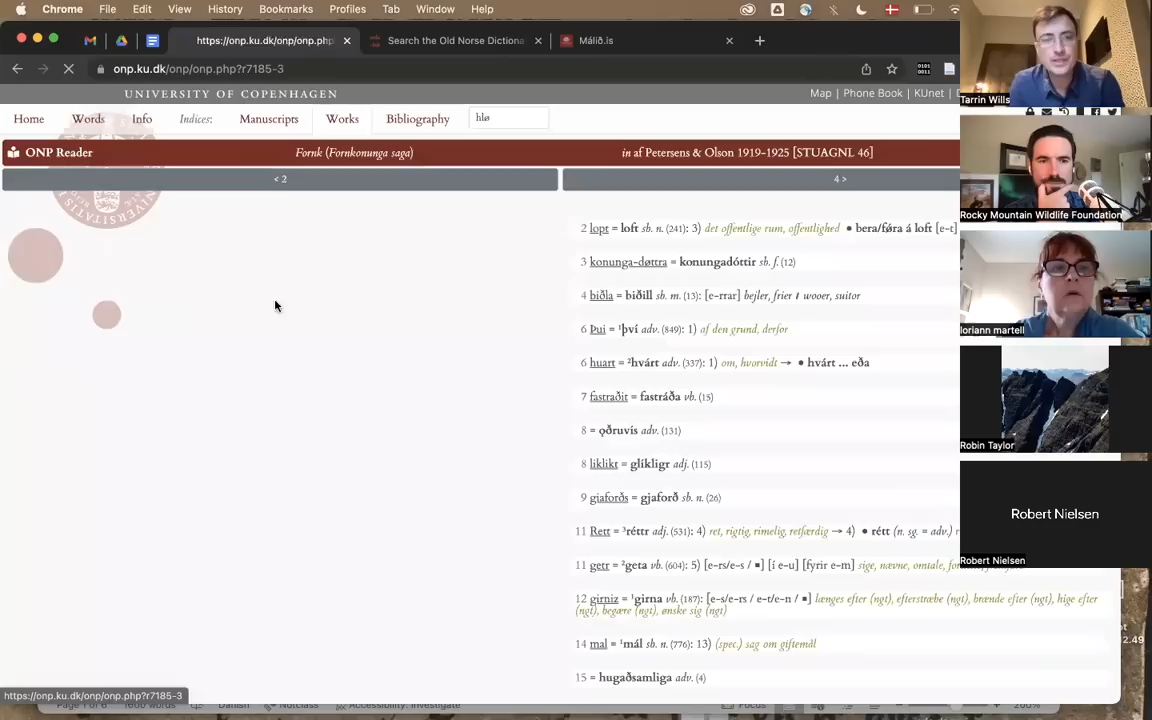 Chrome File Edit View History Bookmarks Profiles Tab Window Help
https://onp.ku.dk/onp/onp.php Search the Old Norse Dictiona Málið.is
onp.ku.dk/onp/onp.php?r7185-3
UNIVERSITY OF COPENHAGEN Map | Phone Book | KUnet |
Home Words Info Indices: Manuscripts Works Bibliography hlø
ONP Reader Fornk (Fornkonunga saga) in af Petersens & Olson 1919-1925 [STUAGNL 46]
< 2 4 >
2 lopt = loft sb. n. (241): 3) det offentlige rum, offentlighed • bera/fǿra á loft [e-t]
3 konunga-døttra = konungadóttir sb. f. (12)
4 biðla = biðill sb. m. (13): [e-rrar] bejler, frier ≀ wooer, suitor
6 Þui = ¹því adv. (849): 1) af den grund, derfor
6 huart = ²hvárt adv. (337): 1) om, hvorvidt → • hvárt ... eða
7 fastraðit = fastráða vb. (15)
8 = ǫðruvís adv. (131)
8 liklikt = glíkligr adj. (115)
9 giaforðs = gjaforð sb. n. (26)
11 Rett = ³réttr adj. (531): 4) ret, rigtig, rimelig, retfærdig → 4) • rétt (n. sg. = adv.)
11 getr = ²geta vb. (604): 5) [e-rs/e-s / ▪] [í e-u] [fyrir e-m] sige, nævne, omtale,
12 girniz = ¹girna vb. (187): [e-s/e-rs / e-t/e-n / ▪] længes efter (ngt), efterstræbe (ngt), brænde efter (ngt), hige efter
(ngt), begære (ngt), ønske sig (ngt)
14 mal = ¹mál sb. n. (776): 13) (spec.) sag om giftemål
15 = hugaðsamliga adv. (4)
https://onp.ku.dk/onp/onp.php?r7185-3
Tarrin Wills
Rocky Mountain Wildlife Foundation
loriann martell
Robin Taylor
Robert Nielsen
Robert Nielsen